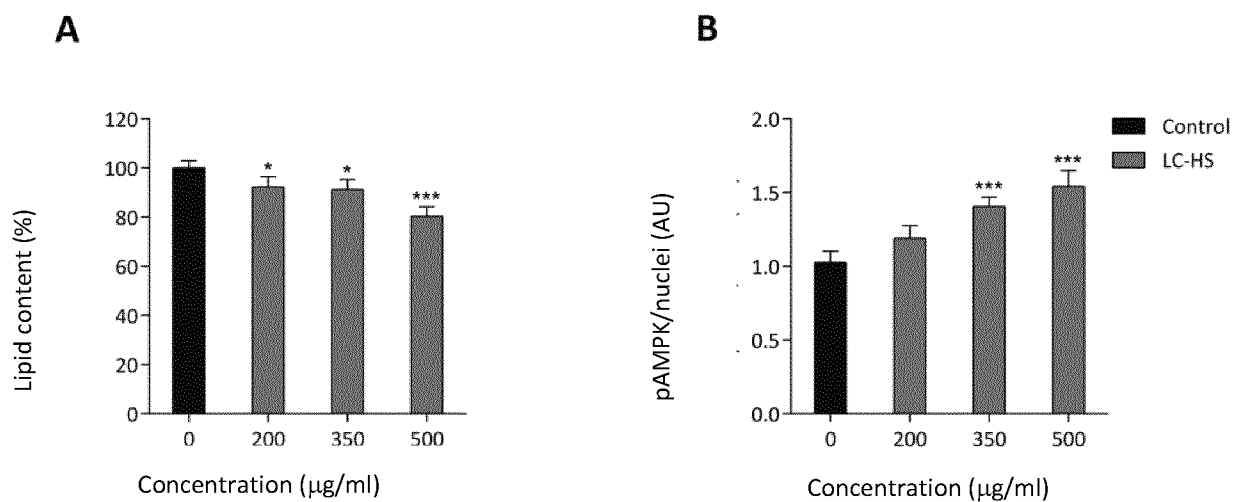 A
Lipid content (%)
120
100
80
60
40
20
0
*
*
***
0 200 350 500
Concentration (µg/ml)
B
pAMPK/nuclei (AU)
2.0
1.5
1.0
0.5
0.0
***
***
0 200 350 500
Concentration (µg/ml)
Control
LC-HS